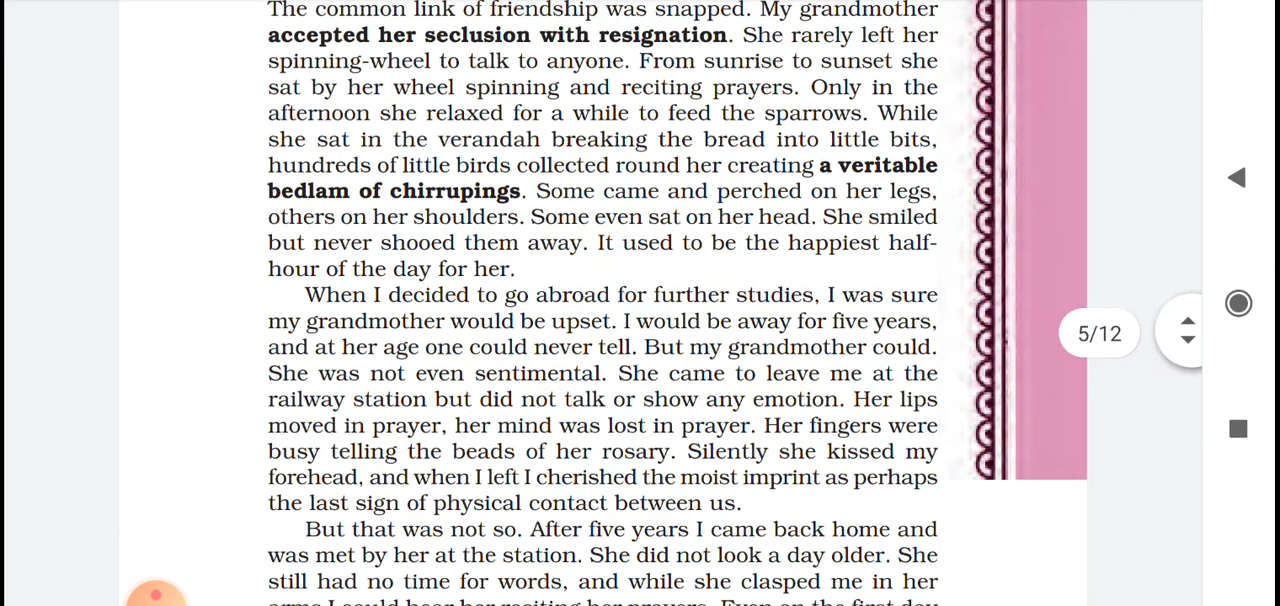 The common link of friendship was snapped. My grandmother
accepted her seclusion with resignation. She rarely left her
spinning-wheel to talk to anyone. From sunrise to sunset she
sat by her wheel spinning and reciting prayers. Only in the
afternoon she relaxed for a while to feed the sparrows. While
she sat in the verandah breaking the bread into little bits,
hundreds of little birds collected round her creating a veritable
bedlam of chirrupings. Some came and perched on her legs,
others on her shoulders. Some even sat on her head. She smiled
but never shooed them away. It used to be the happiest half-
hour of the day for her.
When I decided to go abroad for further studies, I was sure
my grandmother would be upset. I would be away for five years,
and at her age one could never tell. But my grandmother could.
She was not even sentimental. She came to leave me at the
railway station but did not talk or show any emotion. Her lips
moved in prayer, her mind was lost in prayer. Her fingers were
busy telling the beads of her rosary. Silently she kissed my
forehead, and when I left I cherished the moist imprint as perhaps
the last sign of physical contact between us.
But that was not so. After five years I came back home and
was met by her at the station. She did not look a day older. She
still had no time for words, and while she clasped me in her
arms I could hear her reciting her prayers. Even on the first day
5/12